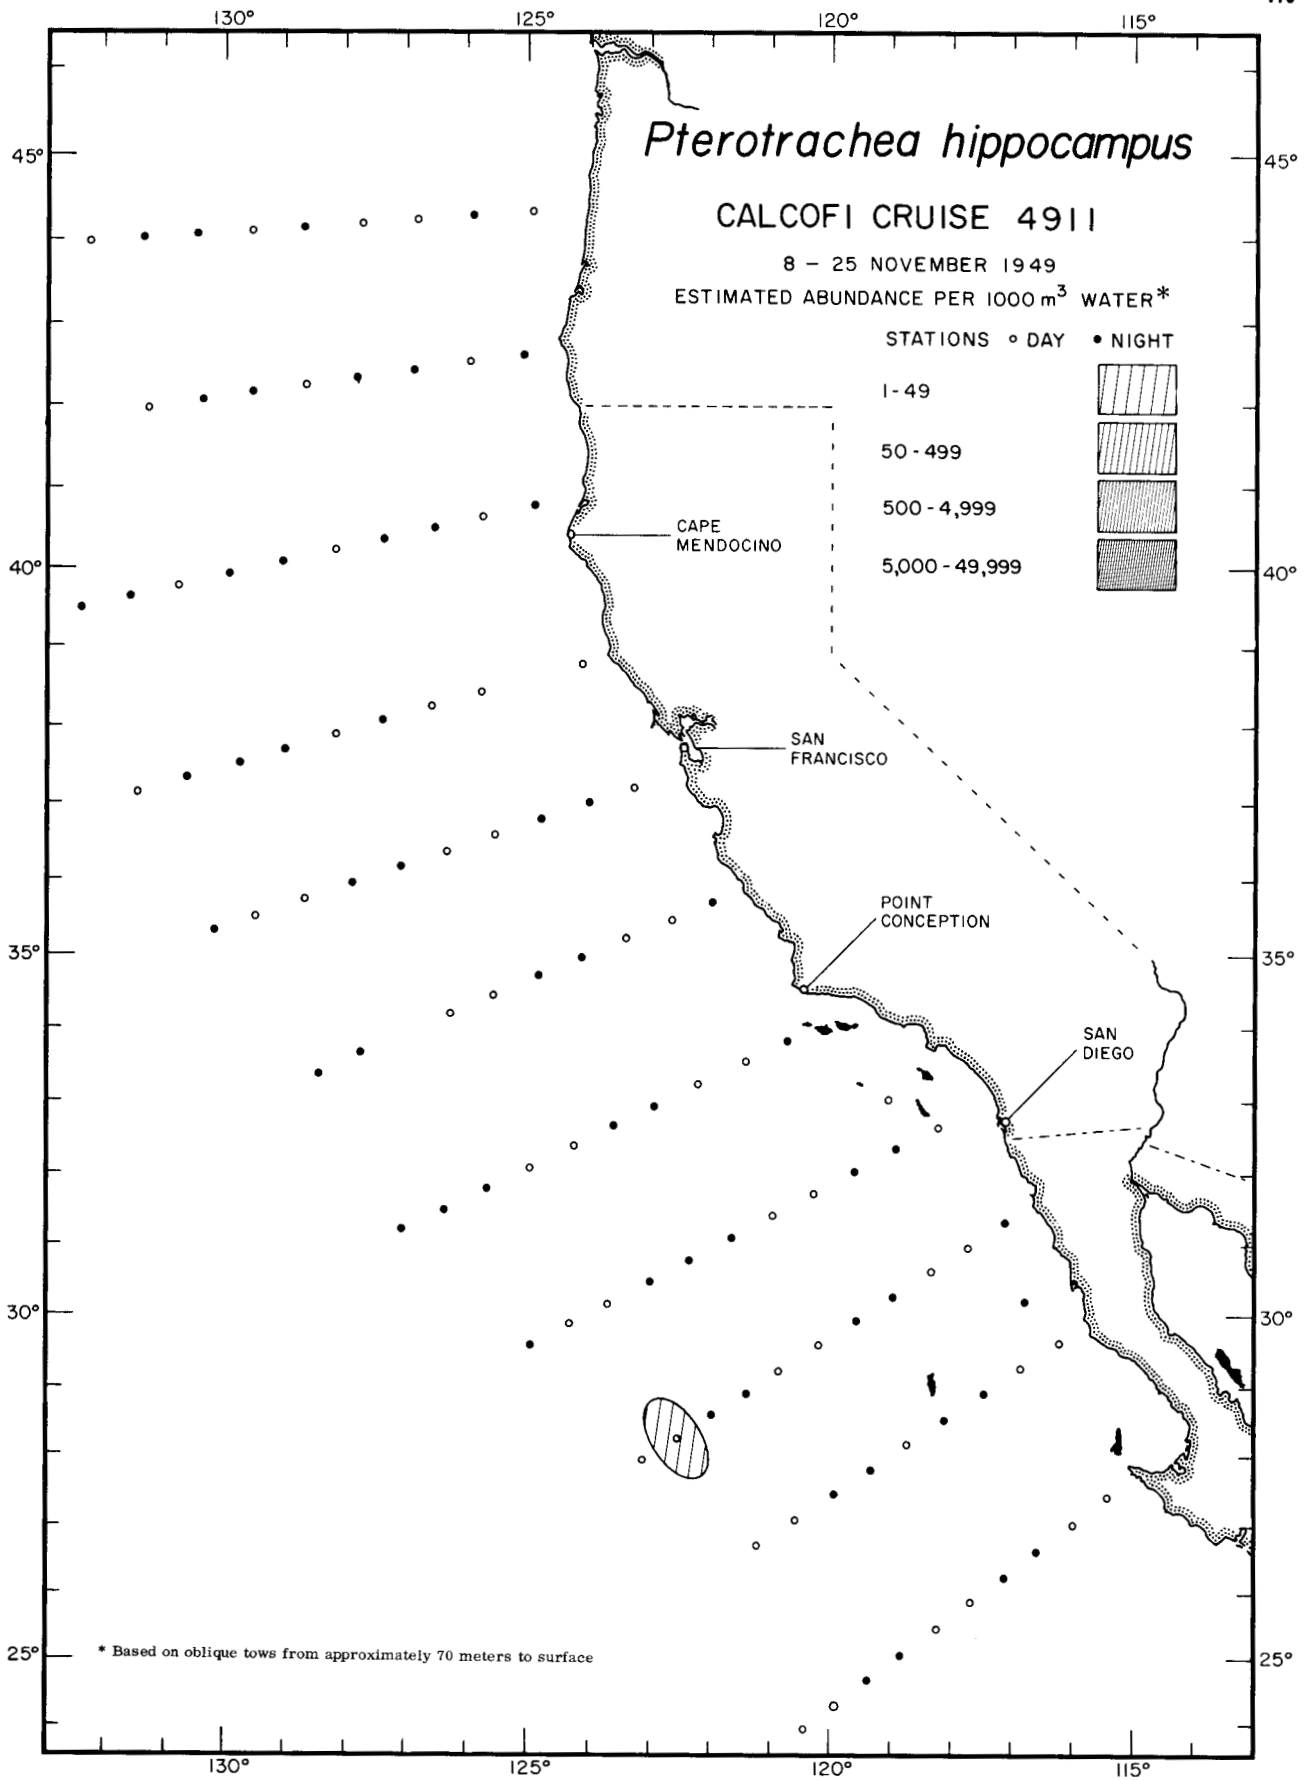 130° 125° 120° 115°
45° 45°
Pterotrachea hippocampus
CALCOFI CRUISE 4911
8 – 25 NOVEMBER 1949
ESTIMATED ABUNDANCE PER 1000 m³ WATER*
STATIONS ○ DAY ● NIGHT
1-49
50-499
500-4,999
5,000-49,999
CAPE
MENDOCINO
40° 40°
SAN
FRANCISCO
POINT
CONCEPTION
35° 35°
SAN
DIEGO
30° 30°
* Based on oblique tows from approximately 70 meters to surface
25° 25°
130° 125° 120° 115°